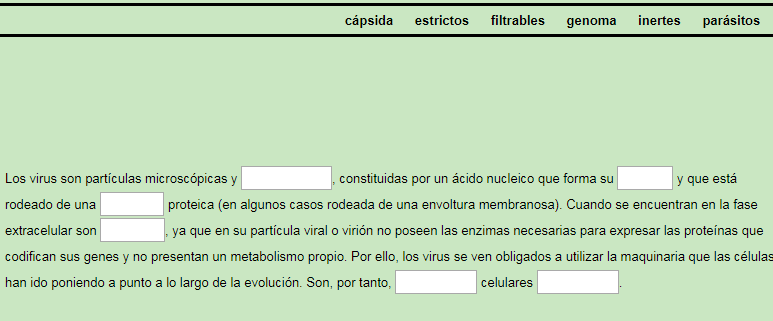 cápsida estrictos filtrables genoma inertes parásitos
Los virus son partículas microscópicas y , constituidas por un ácido nucleico que forma su y que está
rodeado de una proteica (en algunos casos rodeada de una envoltura membranosa). Cuando se encuentran en la fase
extracelular son , ya que en su partícula viral o virión no poseen las enzimas necesarias para expresar las proteínas que
codifican sus genes y no presentan un metabolismo propio. Por ello, los virus se ven obligados a utilizar la maquinaria que las células
han ido poniendo a punto a lo largo de la evolución. Son, por tanto, celulares .